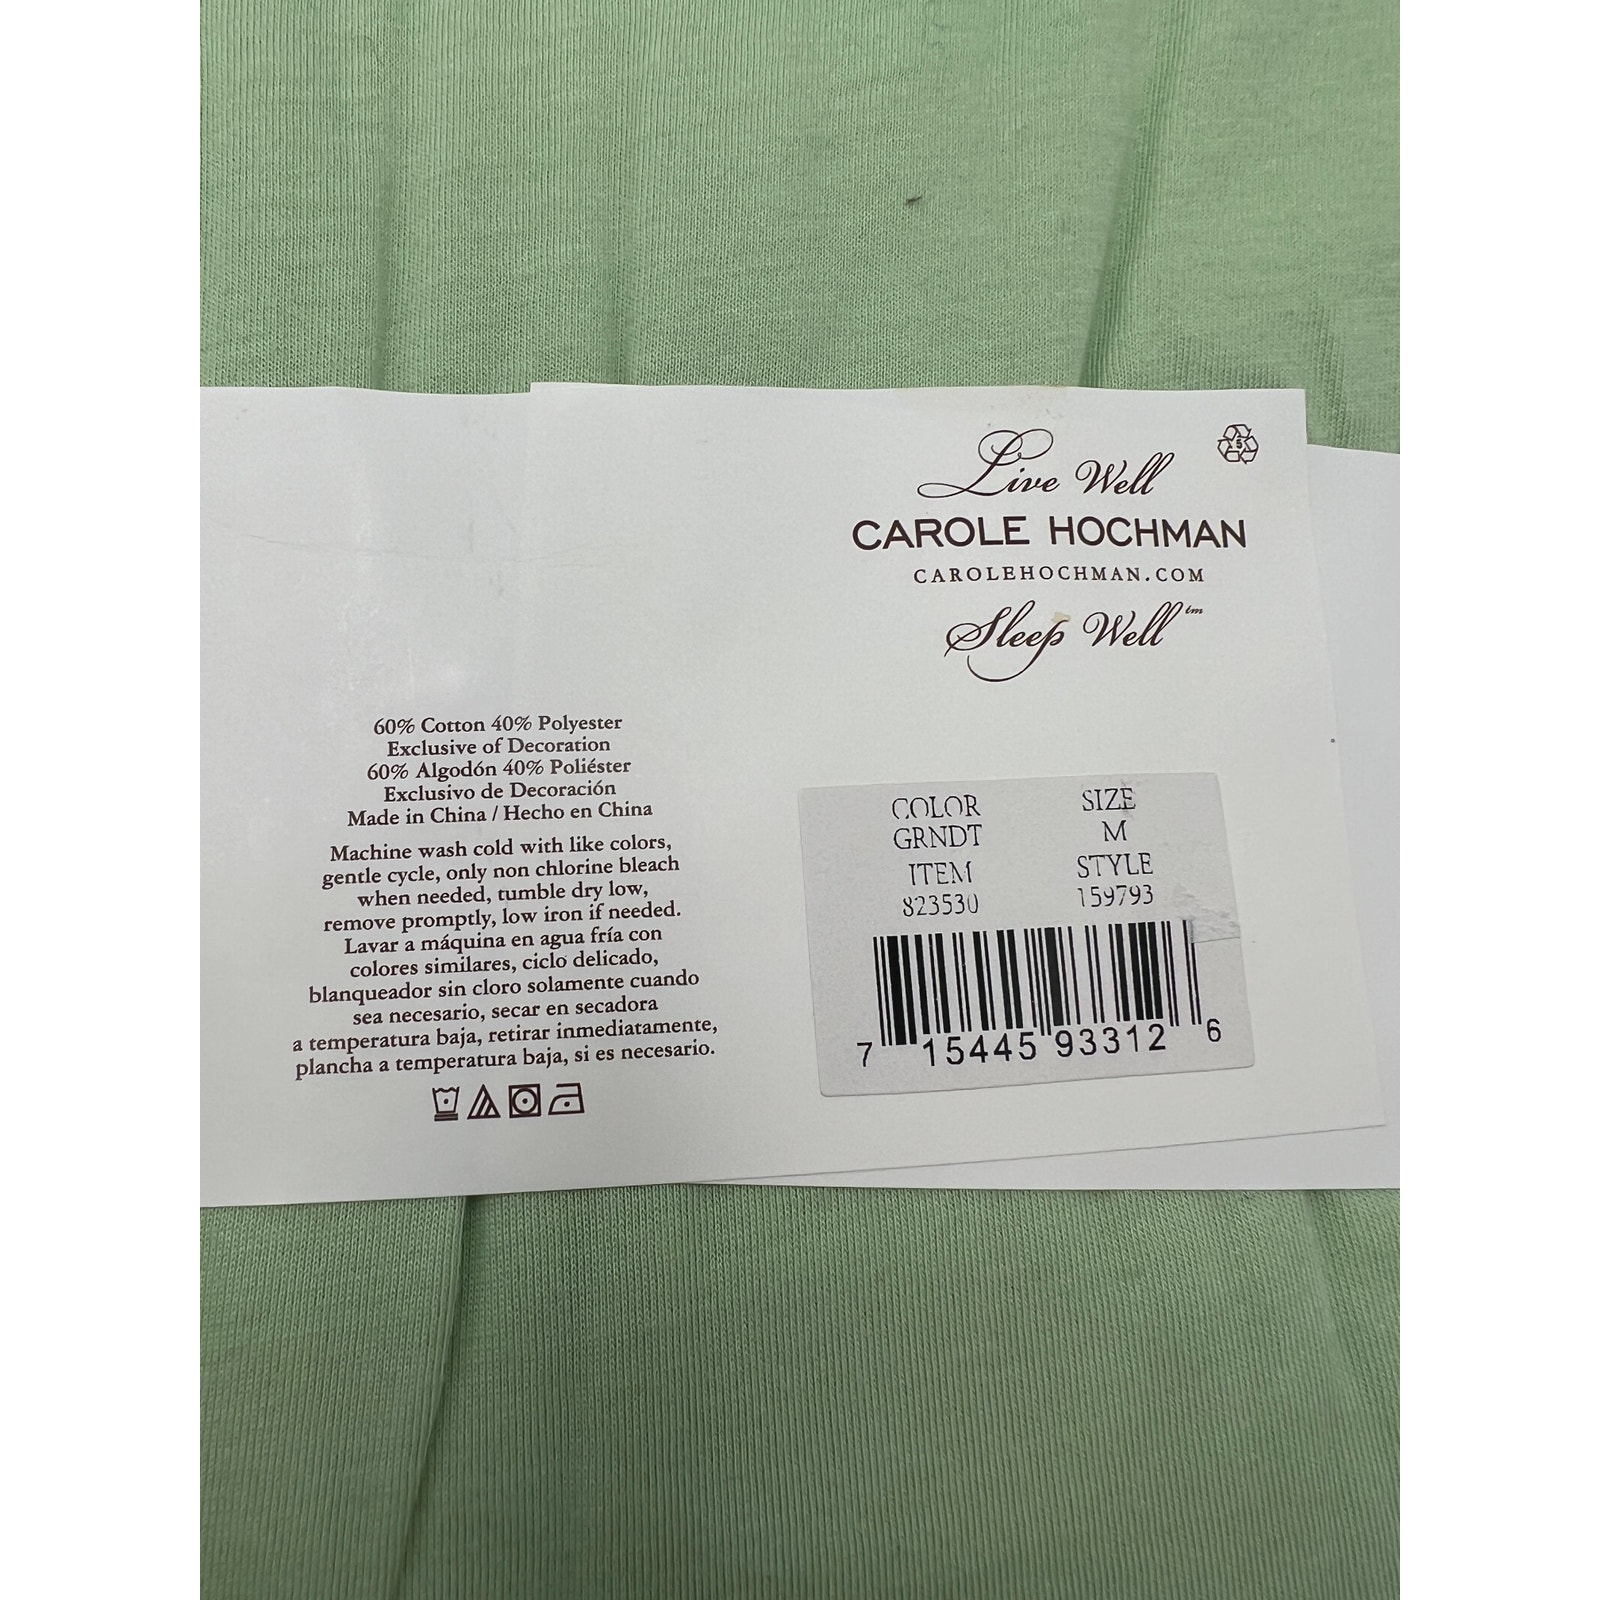 Live Well
CAROLE HOCHMAN
CAROLEHOCHMAN.COM
Sleep Well™
5
60% Cotton 40% Polyester
Exclusive of Decoration
60% Algodón 40% Poliéster
Exclusivo de Decoración
Made in China / Hecho en China
Machine wash cold with like colors,
gentle cycle, only non chlorine bleach
when needed, tumble dry low,
remove promptly, low iron if needed.
Lavar a máquina en agua fría con
colores similares, ciclo delicado,
blanqueador sin cloro solamente cuando
sea necesario, secar en secadora
a temperatura baja, retirar inmediatamente,
plancha a temperatura baja, si es necesario.
COLOR SIZE
GRNDT M
ITEM STYLE
823530 159793
7 15445 93312 6